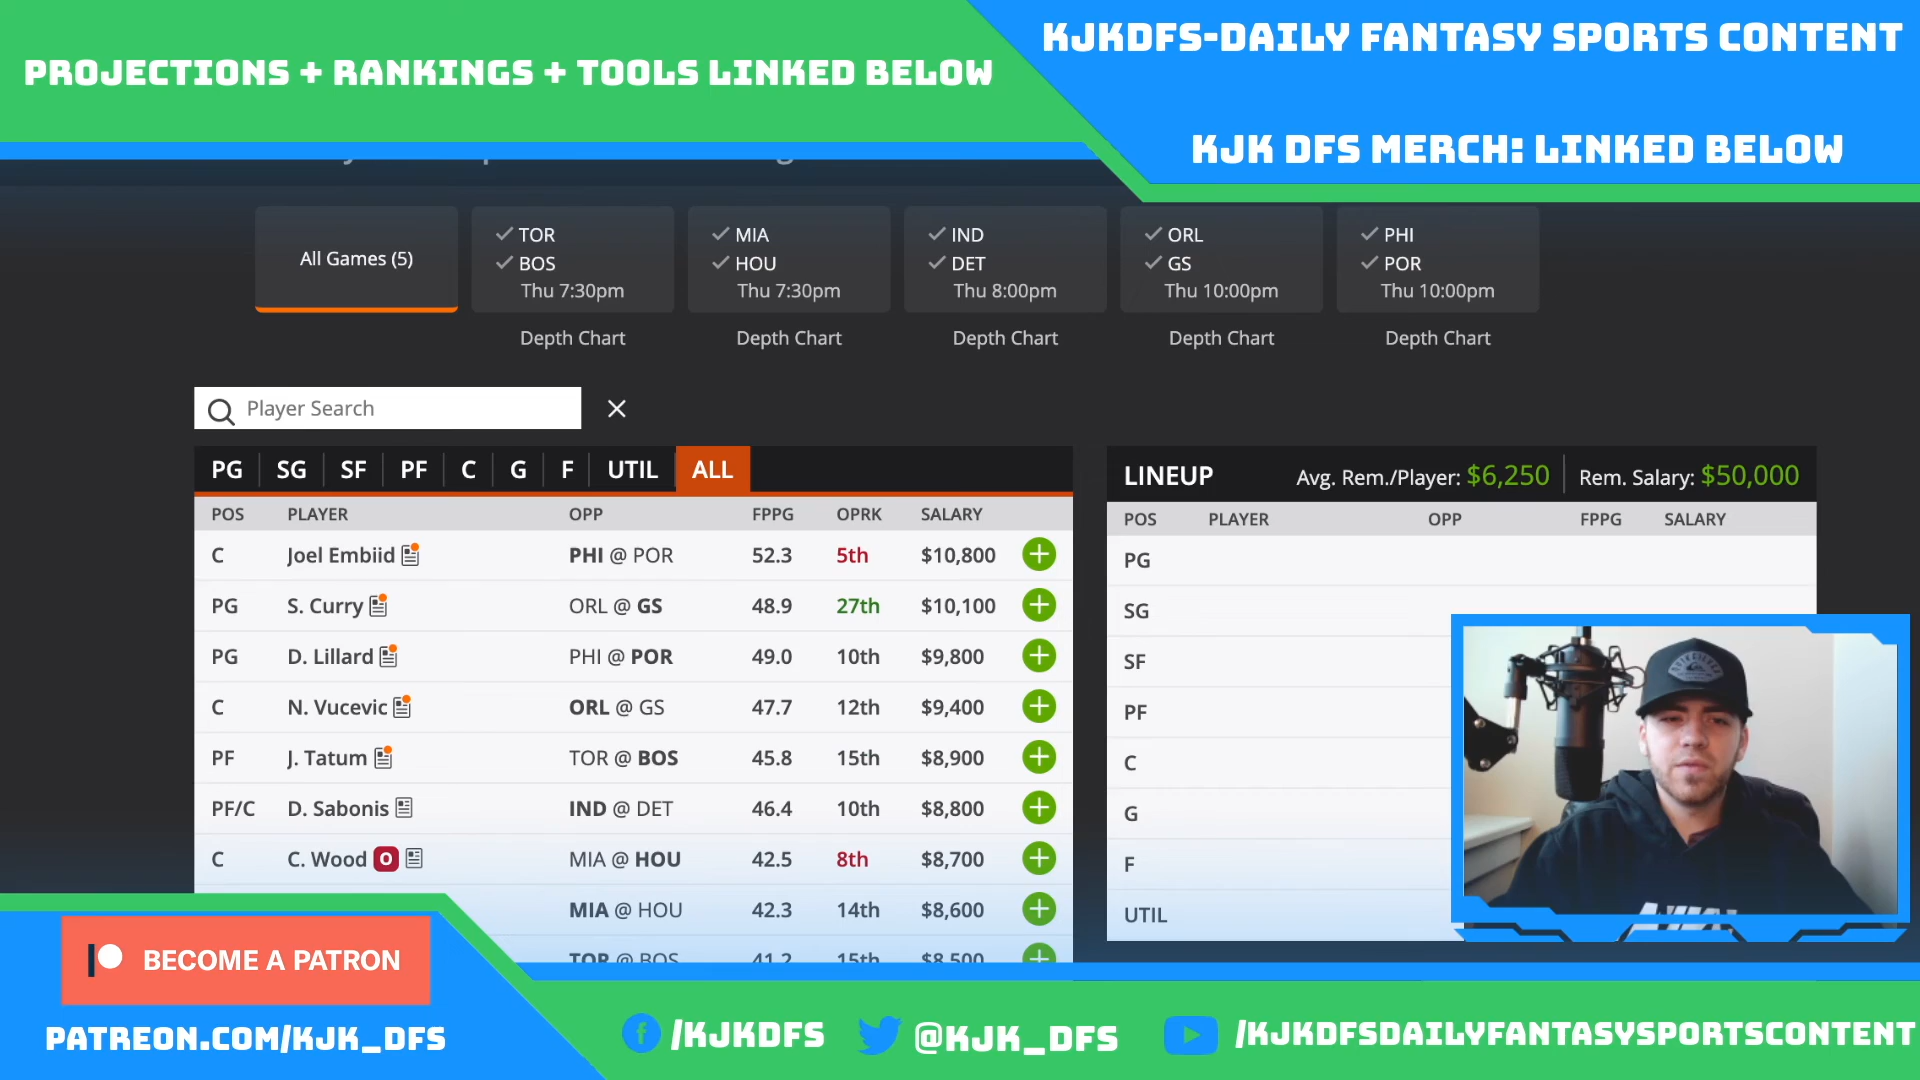 PROJECTIONS + RANKINGS + TOOLS LINKED BELOW
KJKDFS-DAILY FANTASY SPORTS CONTENT
KJK DFS MERCH: LINKED BELOW
All Games (5)
TOR
BOS
Thu 7:30pm
Depth Chart
MIA
HOU
Thu 7:30pm
Depth Chart
IND
DET
Thu 8:00pm
Depth Chart
ORL
GS
Thu 10:00pm
Depth Chart
PHI
POR
Thu 10:00pm
Depth Chart
Player Search
PG SG SF PF C G F UTIL ALL
POS PLAYER OPP FPPG OPRK SALARY
C Joel Embiid PHI @ POR 52.3 5th $10,800
PG S. Curry ORL @ GS 48.9 27th $10,100
PG D. Lillard PHI @ POR 49.0 10th $9,800
C N. Vucevic ORL @ GS 47.7 12th $9,400
PF J. Tatum TOR @ BOS 45.8 15th $8,900
PF/C D. Sabonis IND @ DET 46.4 10th $8,800
C C. Wood O MIA @ HOU 42.5 8th $8,700
MIA @ HOU 42.3 14th $8,600
TOR @ BOS 41.2 15th $8,500
LINEUP Avg. Rem./Player: $6,250 Rem. Salary: $50,000
POS PLAYER OPP FPPG SALARY
PG
SG
SF
PF
C
G
F
UTIL
BECOME A PATRON
PATREON.COM/KJK_DFS
/KJKDFS
@KJK_DFS
/KJKDFSDAILYFANTASYSPORTSCONTENT